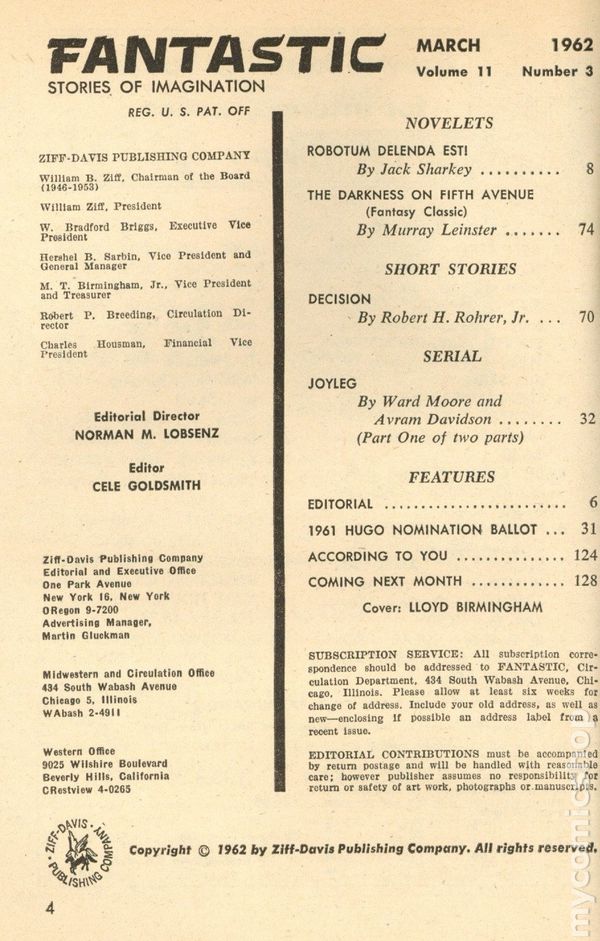 FANTASTIC
STORIES OF IMAGINATION
REG. U. S. PAT. OFF
MARCH 1962
Volume 11 Number 3
ZIFF-DAVIS PUBLISHING COMPANY
William B. Ziff, Chairman of the Board
(1946-1953)
William Ziff, President
W. Bradford Briggs, Executive Vice
President
Hershel B. Sarbin, Vice President and
General Manager
M. T. Birmingham, Jr., Vice President
and Treasurer
Robert P. Breeding, Circulation Di-
rector
Charles Housman, Financial Vice
President
Editorial Director
NORMAN M. LOBSENZ
Editor
CELE GOLDSMITH
Ziff-Davis Publishing Company
Editorial and Executive Office
One Park Avenue
New York 16, New York
ORegon 9-7200
Advertising Manager,
Martin Gluckman
Midwestern and Circulation Office
434 South Wabash Avenue
Chicago 5, Illinois
WAbash 2-4911
Western Office
9025 Wilshire Boulevard
Beverly Hills, California
CRestview 4-0265
NOVELETS
ROBOTUM DELENDA EST!
By Jack Sharkey .......... 8
THE DARKNESS ON FIFTH AVENUE
(Fantasy Classic)
By Murray Leinster ....... 74
SHORT STORIES
DECISION
By Robert H. Rohrer, Jr. ... 70
SERIAL
JOYLEG
By Ward Moore and
Avram Davidson ........ 32
(Part One of two parts)
FEATURES
EDITORIAL .......................... 6
1961 HUGO NOMINATION BALLOT ... 31
ACCORDING TO YOU ............... 124
COMING NEXT MONTH ............ 128
Cover: LLOYD BIRMINGHAM
SUBSCRIPTION SERVICE: All subscription corre-
spondence should be addressed to FANTASTIC, Cir-
culation Department, 434 South Wabash Avenue, Chi-
cago, Illinois. Please allow at least six weeks for
change of address. Include your old address, as well as
new—enclosing if possible an address label from a
recent issue.
EDITORIAL CONTRIBUTIONS must be accompanied
by return postage and will be handled with reasonable
care; however publisher assumes no responsibility for
return or safety of art work, photographs or manuscripts.
ZIFF-DAVIS PUBLISHING COMPANY
Copyright © 1962 by Ziff-Davis Publishing Company. All rights reserved.
4